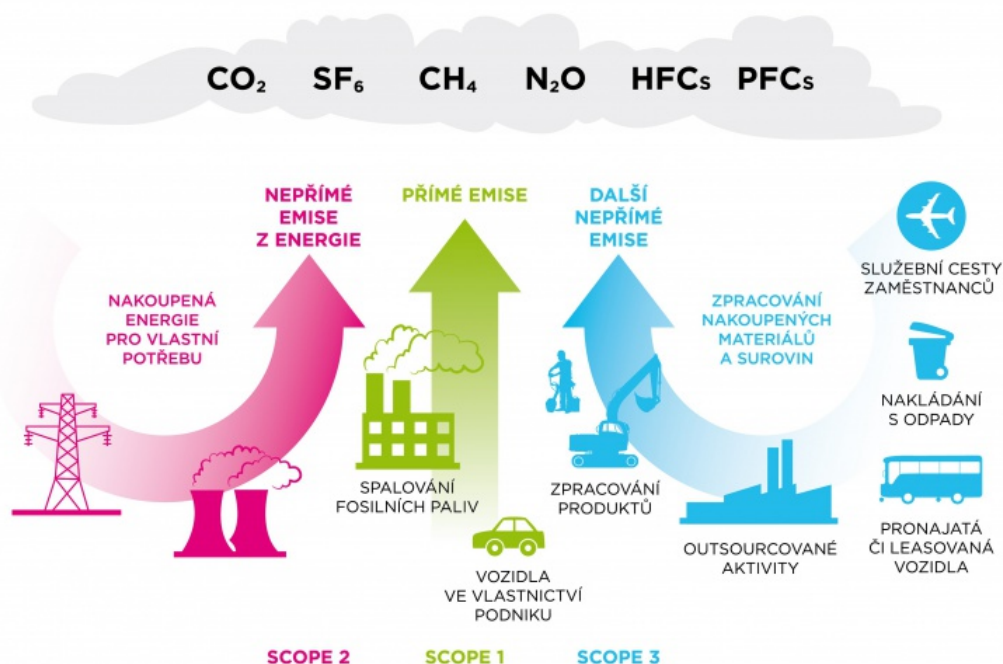 CO₂ SF₆ CH₄ N₂O HFCs PFCs
NEPŘÍMÉ
EMISE
Z ENERGIE
PŘÍMÉ EMISE
DALŠÍ
NEPŘÍMÉ
EMISE
SLUŽEBNÍ CESTY
ZAMĚSTNANCŮ
NAKOUPENÁ
ENERGIE
PRO VLASTNÍ
POTŘEBU
ZPRACOVÁNÍ
NAKOUPENÝCH
MATERIÁLŮ
A SUROVIN
NAKLÁDÁNÍ
S ODPADY
SPALOVÁNÍ
FOSILNÍCH PALIV
ZPRACOVÁNÍ
PRODUKTŮ
OUTSOURCOVANÉ
AKTIVITY
PRONAJATÁ
ČI LEASOVANÁ
VOZIDLA
VOZIDLA
VE VLASTNICTVÍ
PODNIKU
SCOPE 2 SCOPE 1 SCOPE 3